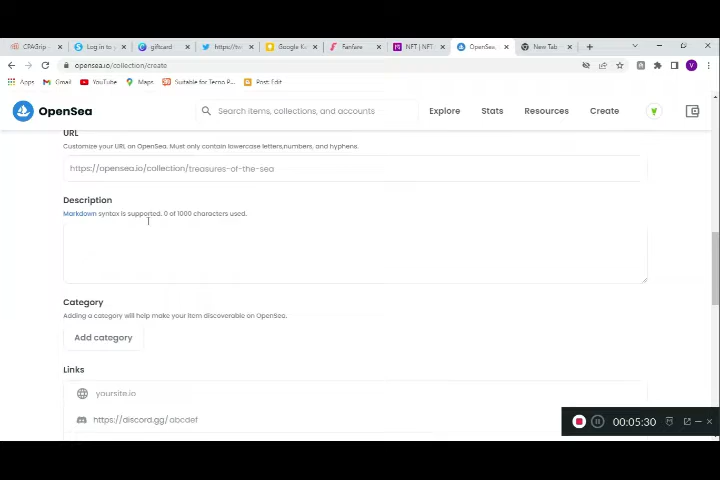 CPAGrip -
Log in to y
giftcard
https://tw
Google K
Fanfare
NFT | NFT
OpenSea,
New Tab
opensea.io/collection/create
Apps
Gmail
YouTube
Maps
Suitable for Tecno P...
Post: Edit
OpenSea
Search items, collections, and accounts
Explore
Stats
Resources
Create
V
URL
Customize your URL on OpenSea. Must only contain lowercase letters,numbers, and hyphens.
https://opensea.io/collection/treasures-of-the-sea
Description
Markdown syntax is supported. 0 of 1000 characters used.
Category
Adding a category will help make your item discoverable on OpenSea.
Add category
Links
yoursite.io
https://discord.gg/ abcdef
00:05:30